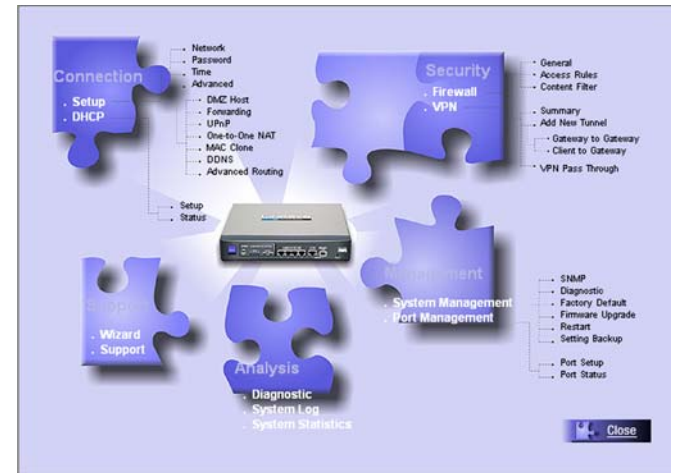 Connection
. Setup
. DHCP
Network
Password
Time
Advanced
DMZ Host
Forwarding
UPnP
One-to-One NAT
MAC Clone
DDNS
Advanced Routing
Setup
Status
Security
. Firewall
. VPN
General
Access Rules
Content Filter
Summary
Add New Tunnel
Gateway to Gateway
Client to Gateway
VPN Pass Through
Support
. Wizard
. Support
Analysis
. Diagnostic
. System Log
. System Statistics
Management
. System Management
. Port Management
SNMP
Diagnostic
Factory Default
Firmware Upgrade
Restart
Setting Backup
Port Setup
Port Status
Close